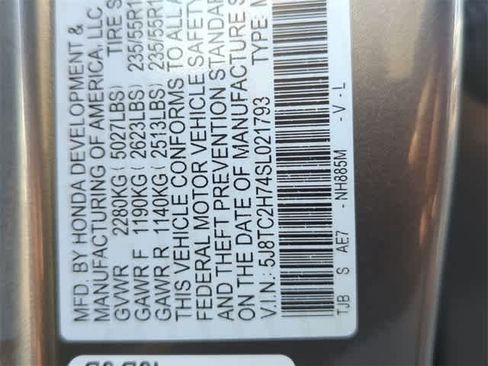 MFD. BY HONDA DEVELOPMENT &
MANUFACTURING OF AMERICA, LLC
GVWR 2280KG ( 5027LBS) TIRE S
GAWR F 1190KG ( 2623LBS) 235/55R1
GAWR R 1140KG ( 2513LBS) 235/55R1
THIS VEHICLE CONFORMS TO ALL A
FEDERAL MOTOR VEHICLE SAFETY
AND THEFT PREVENTION STANDAR
ON THE DATE OF MANUFACTURE S
V.I.N.: 5J8TC2H74SL021793 TYPE: M
TJB S AE7 - NH885M - V - L